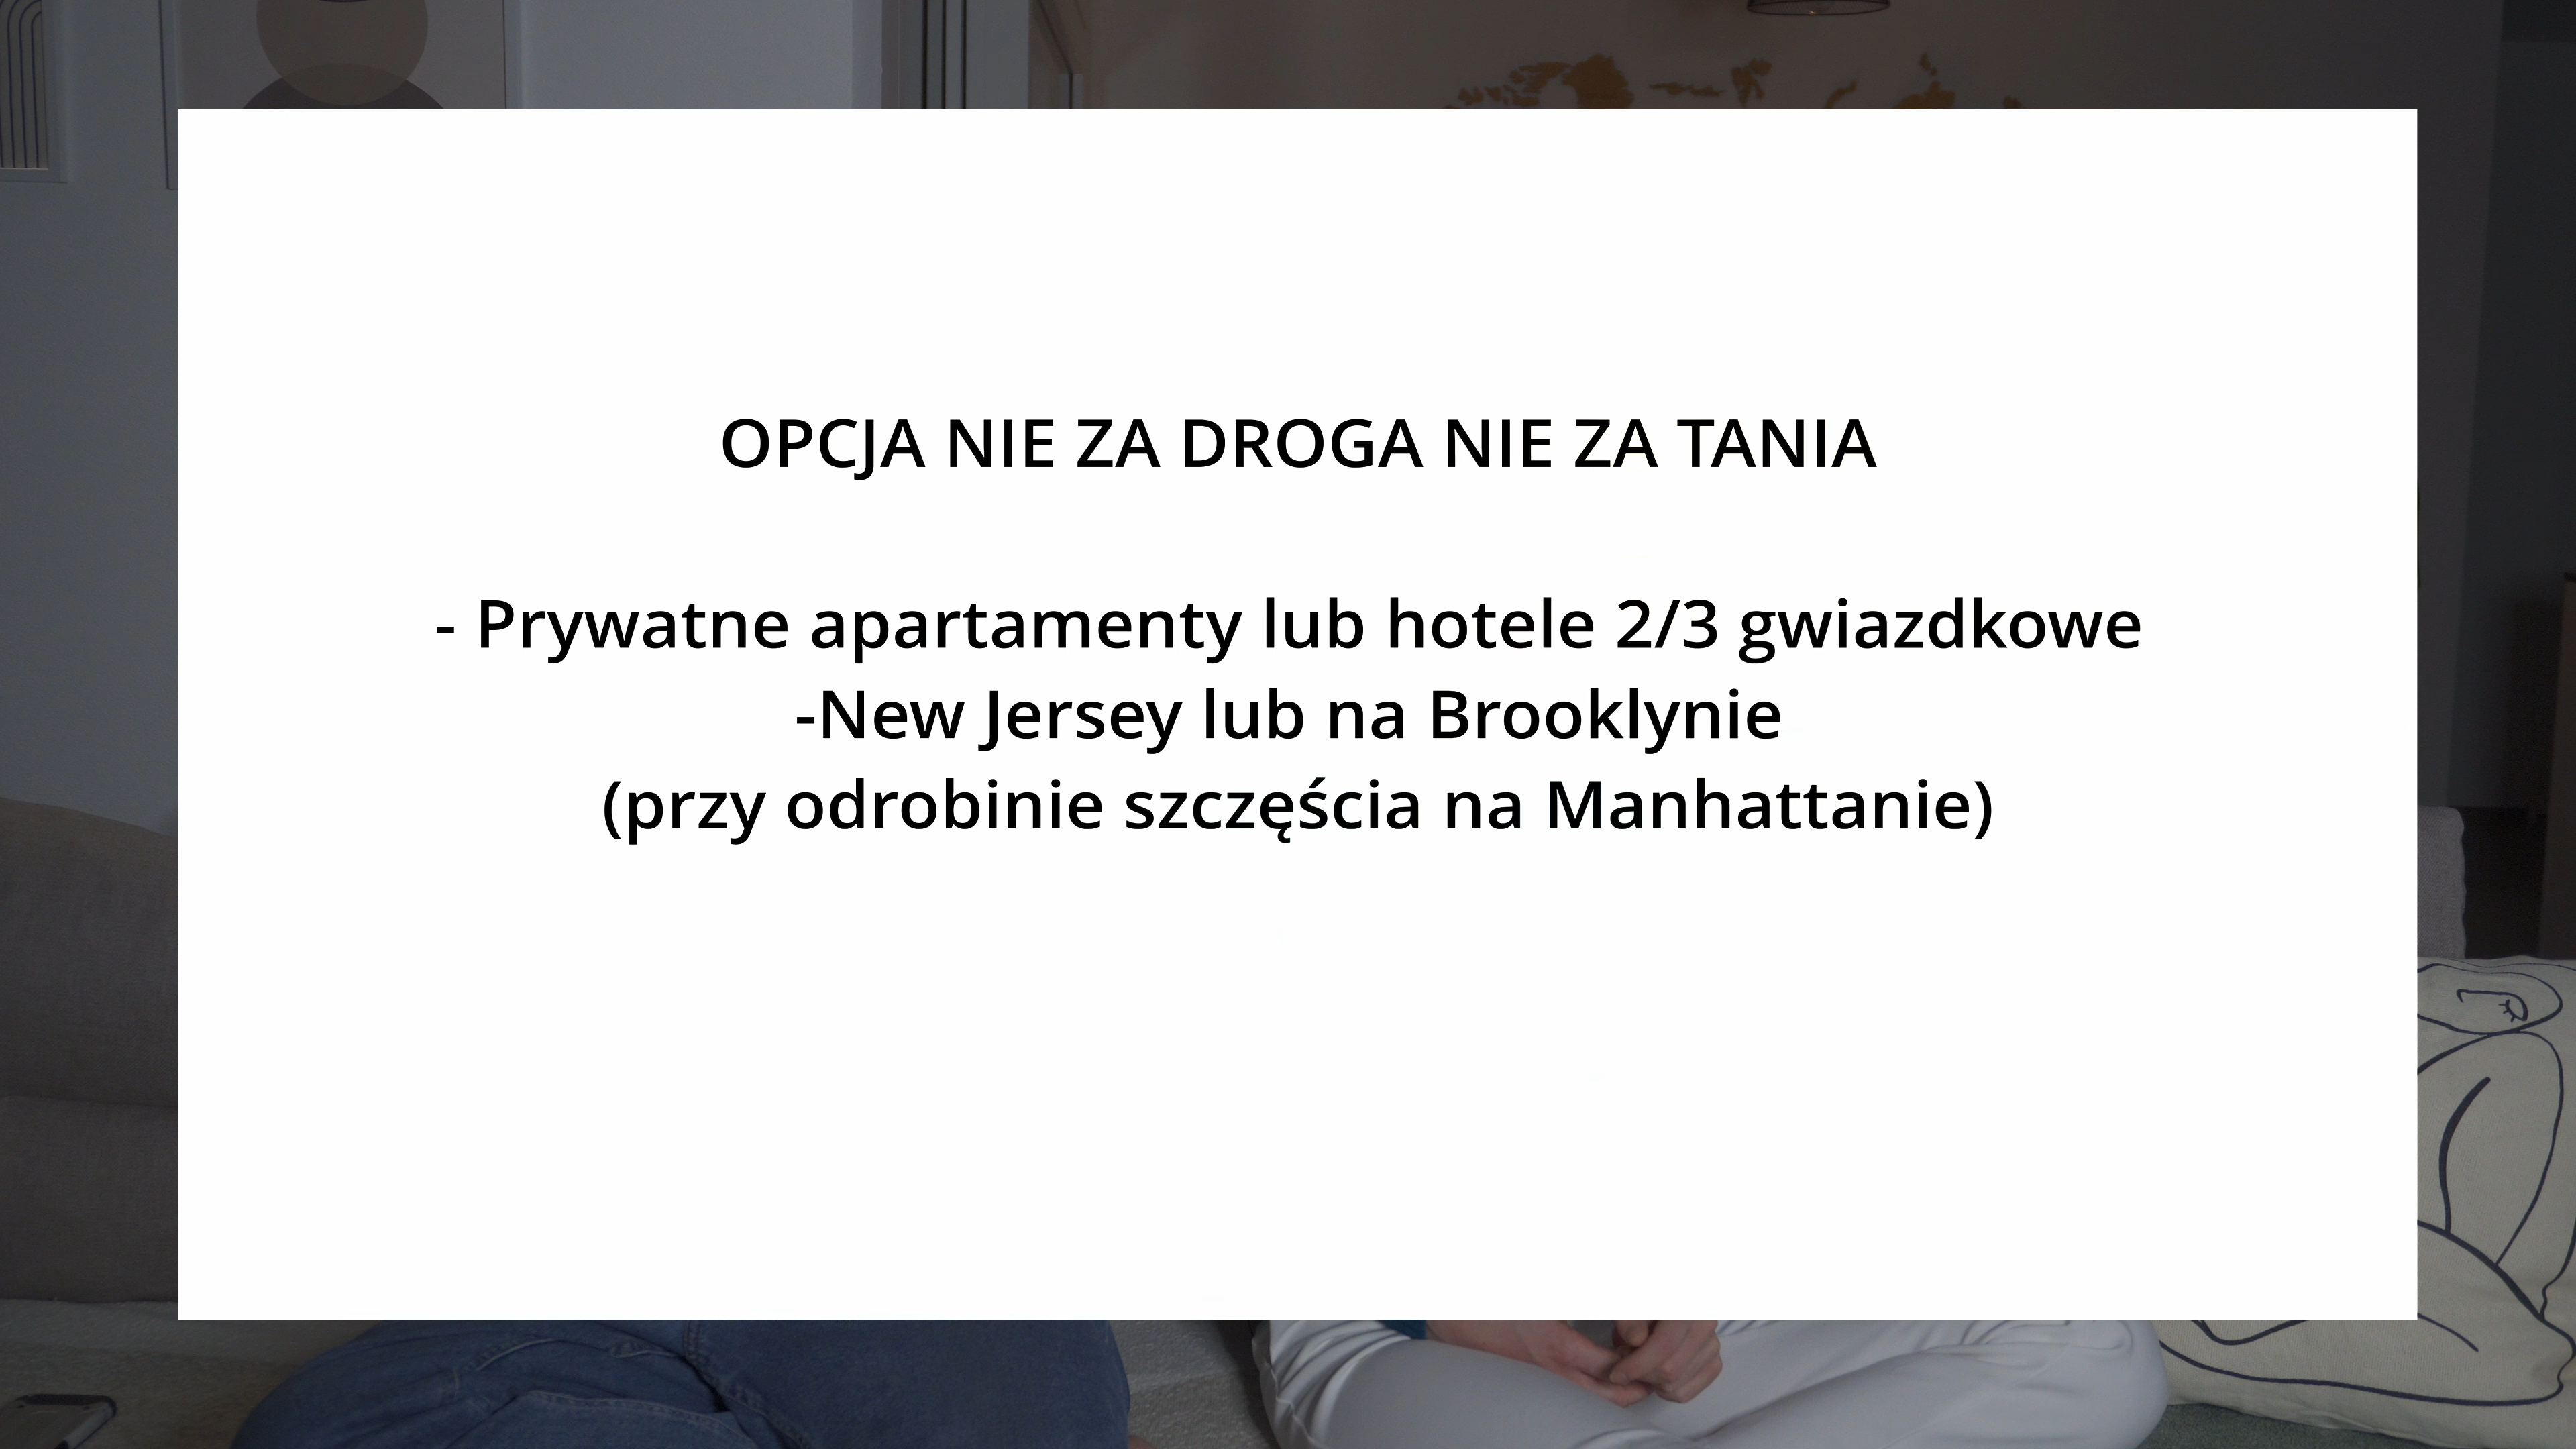 OPCJA NIE ZA DROGA NIE ZA TANIA
- Prywatne apartamenty lub hotele 2/3 gwiazdkowe
-New Jersey lub na Brooklynie
(przy odrobinie szczęścia na Manhattanie)